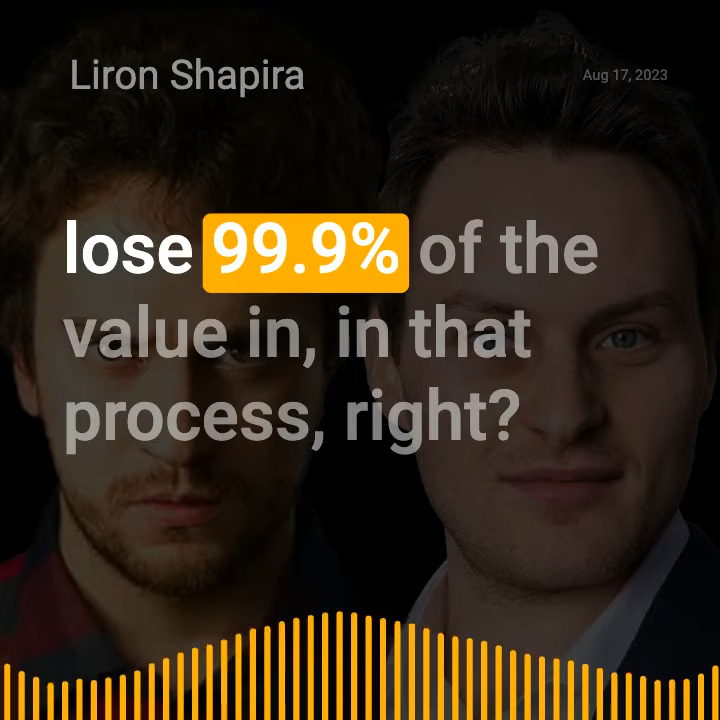 Liron Shapira
Aug 17, 2023
lose 99.9% of the
value in, in that
process, right?